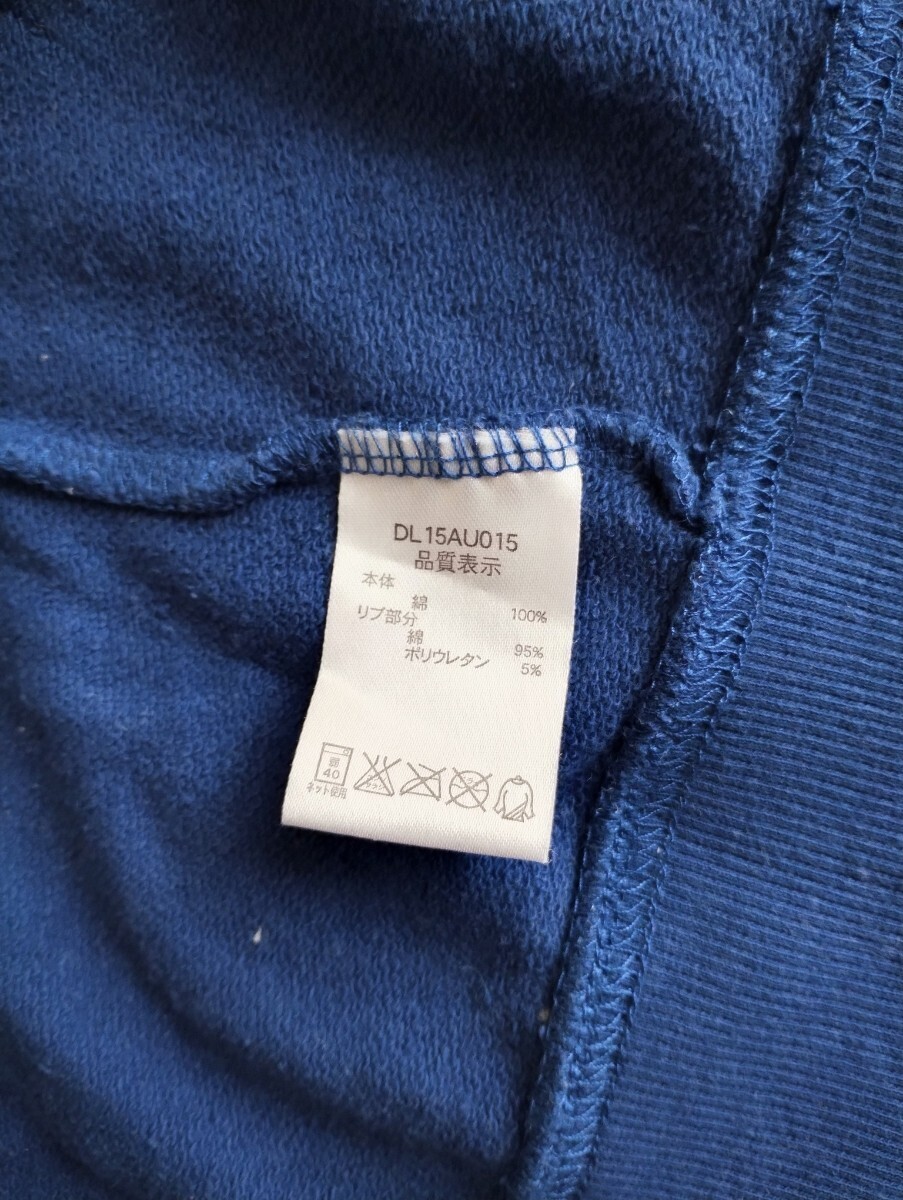 DL15AU015
品質表示
本体
綿 100%
リブ部分
綿 95%
ポリウレタン 5%
弱
40
ネット使用